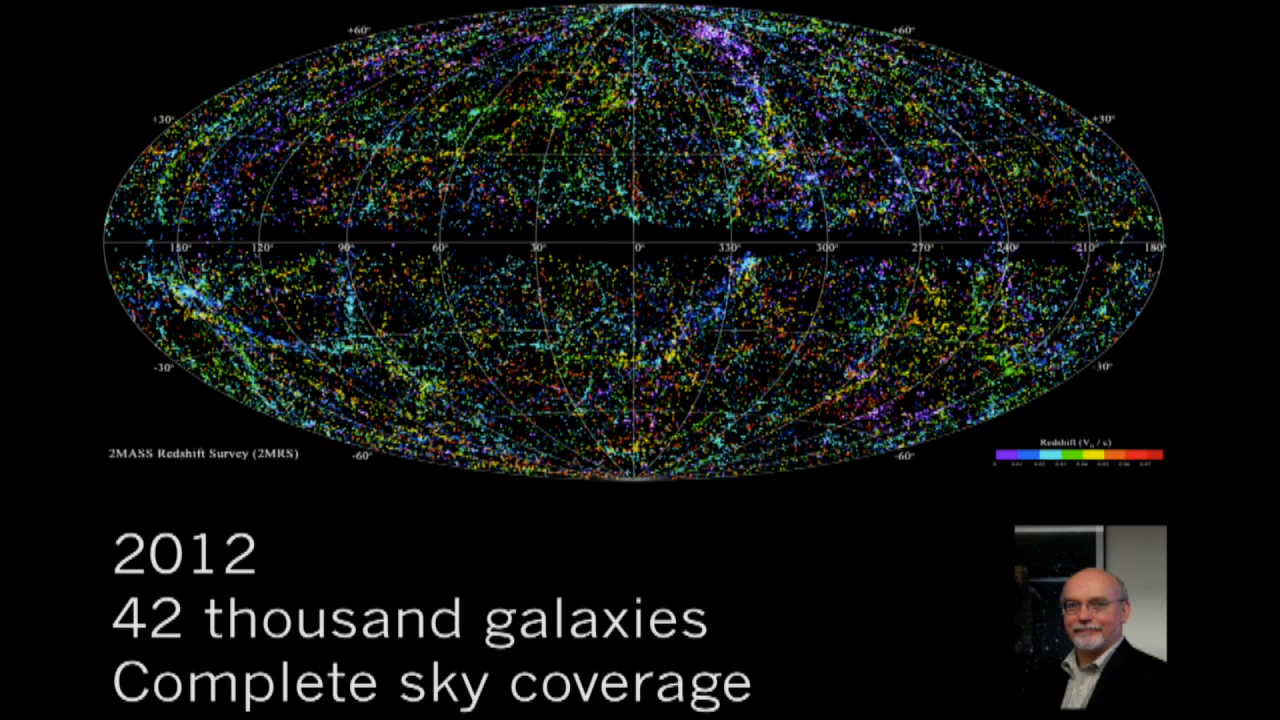 +60° +60°
+30° +30°
150° 120° 90° 60° 30° 0° 330° 300° 270° 240° 210° 180°
-30° -30°
2MASS Redshift Survey (2MRS) -60° -60°
Redshift
2012
42 thousand galaxies
Complete sky coverage